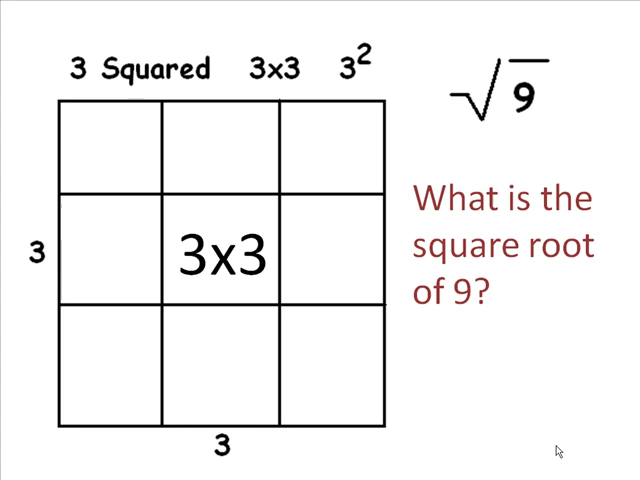 3 Squared 3x3 3²
√9
What is the
square root
of 9?
3
3x3
3